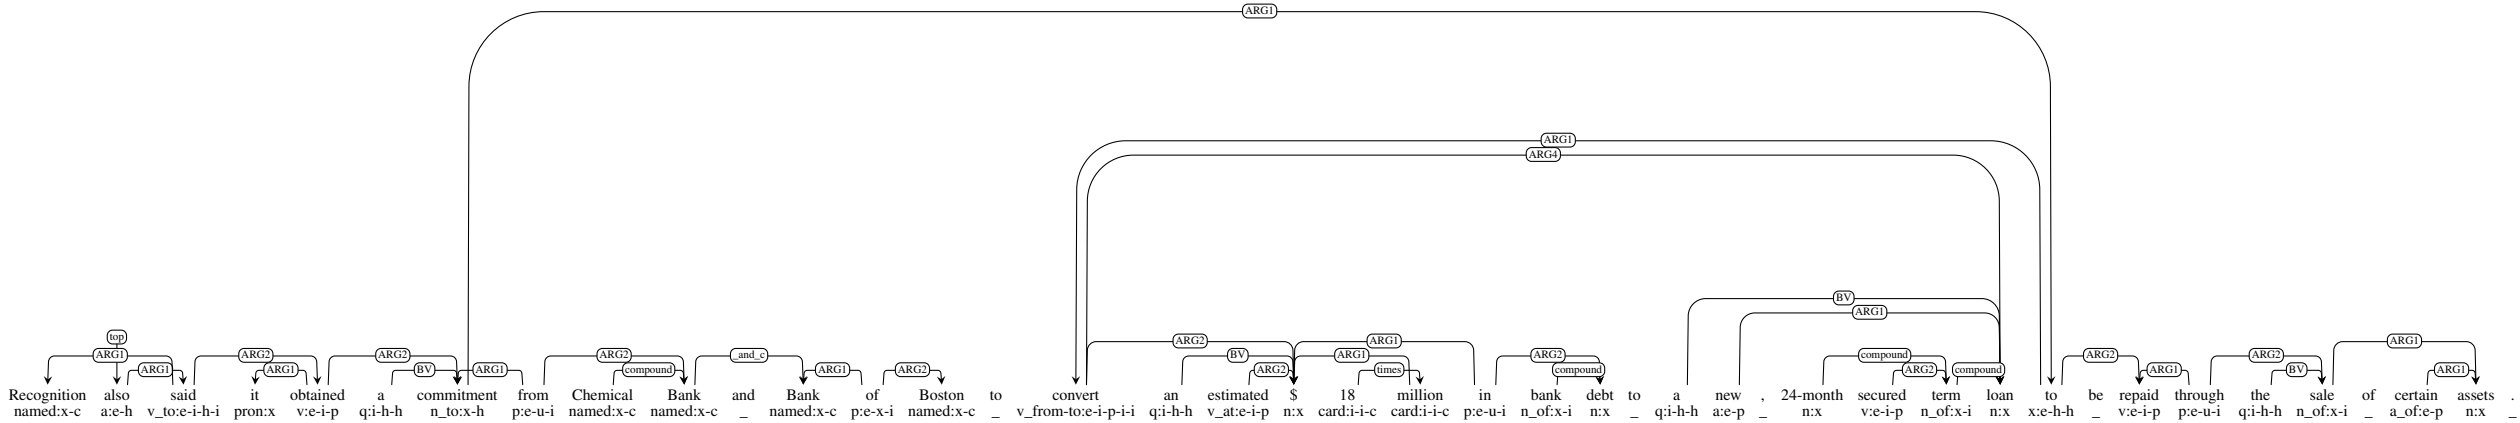 ARG1
ARG1
ARG4
BV
ARG1
top
ARG2 ARG1
ARG1 ARG2 ARG2 ARG2 _and_c BV ARG1 ARG2 compound ARG2 ARG2 ARG1
ARG1 ARG1 BV ARG1 compound ARG1 ARG2 ARG2 times compound ARG2 compound ARG1 BV ARG1
Recognition also said it obtained a commitment from Chemical Bank and Bank of Boston to convert an estimated $ 18 million in bank debt to a new , 24-month secured term loan to be repaid through the sale of certain assets .
named:x-c a:e-h v_to:e-i-h-i pron:x v:e-i-p q:i-h-h n_to:x-h p:e-u-i named:x-c named:x-c _ named:x-c p:e-x-i named:x-c _ v_from-to:e-i-p-i-i q:i-h-h v_at:e-i-p n:x card:i-i-c card:i-i-c p:e-u-i n_of:x-i n:x _ q:i-h-h a:e-p _ n:x v:e-i-p n_of:x-i n:x x:e-h-h _ v:e-i-p p:e-u-i q:i-h-h n_of:x-i _ a_of:e-p n:x _